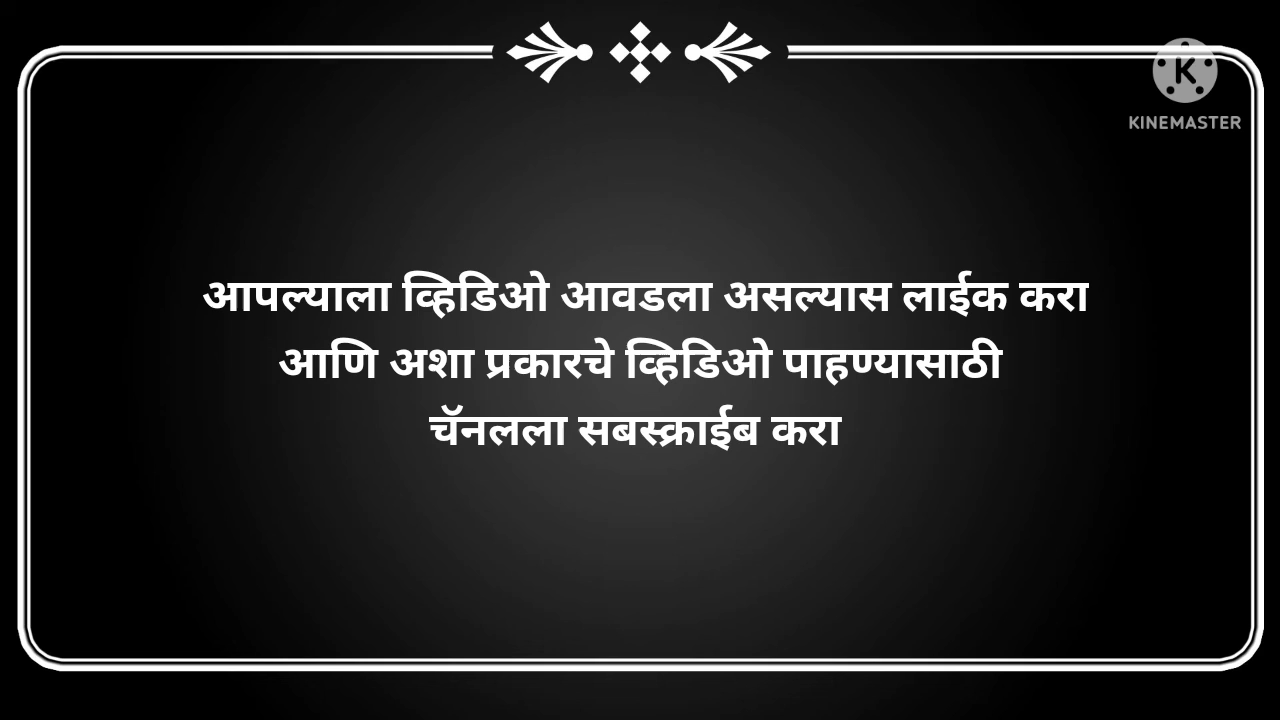 KINEMASTER
आपल्याला व्हिडिओ आवडला असल्यास लाईक करा
आणि अशा प्रकारचे व्हिडिओ पाहण्यासाठी
चॅनलला सबस्क्राईब करा